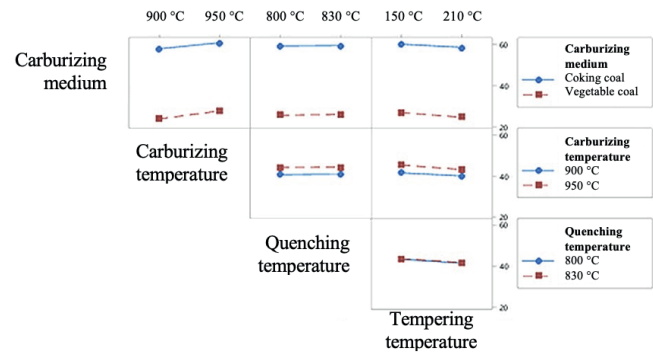 900 °C 950 °C 800 °C 830 °C 150 °C 210 °C
Carburizing
medium
60
40
20
Carburizing
medium
Coking coal
Vegetable coal
Carburizing
temperature
60
40
20
Carburizing
temperature
900 °C
950 °C
Quenching
temperature
60
40
20
Quenching
temperature
800 °C
830 °C
Tempering
temperature